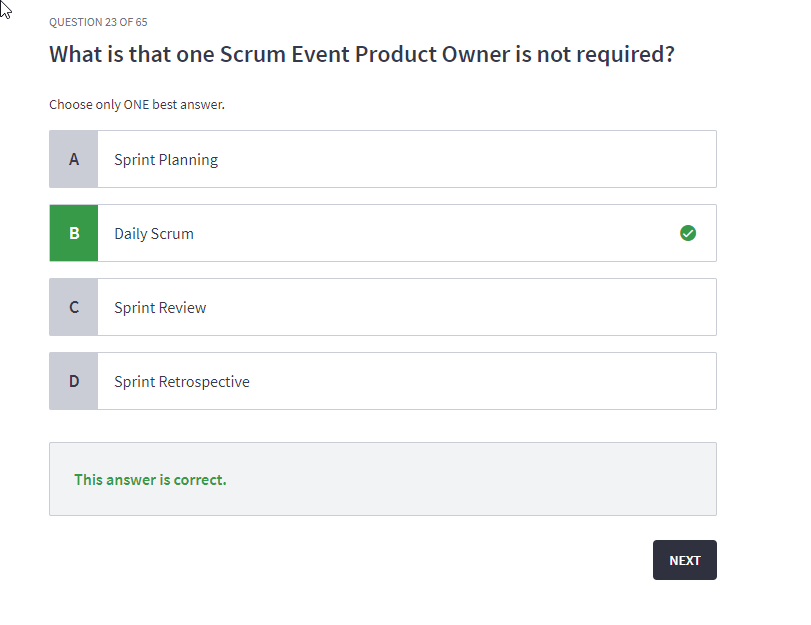 QUESTION 23 OF 65
What is that one Scrum Event Product Owner is not required?
Choose only ONE best answer.
A Sprint Planning
B Daily Scrum
C Sprint Review
D Sprint Retrospective
This answer is correct.
NEXT